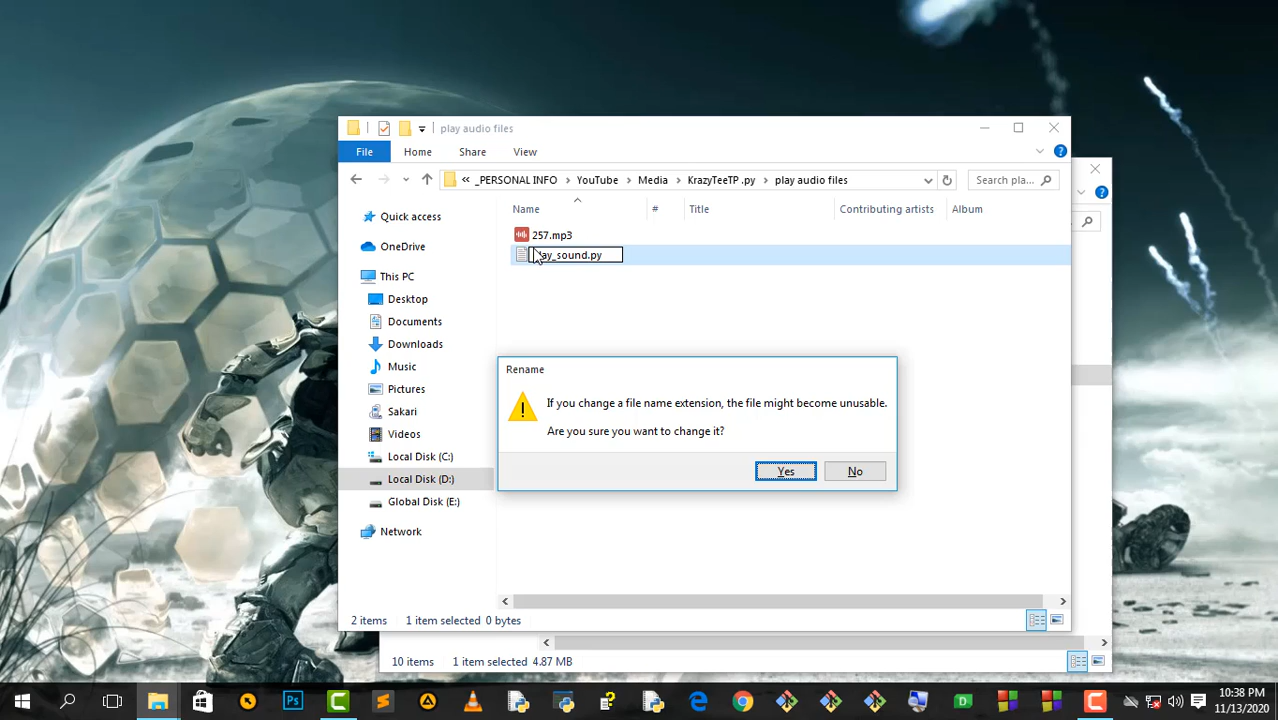 play audio files
File
Home
Share
View
« _PERSONAL INFO > YouTube > Media > KrazyTeeTP .py > play audio files
Search pla...
Name
#
Title
Contributing artists
Album
Quick access
OneDrive
This PC
Desktop
Documents
Downloads
Music
Pictures
Sakari
Videos
Local Disk (C:)
Local Disk (D:)
Global Disk (E:)
Network
257.mp3
play_sound.py
Rename
If you change a file name extension, the file might become unusable.
Are you sure you want to change it?
Yes
No
2 items
1 item selected 0 bytes
10 items
1 item selected 4.87 MB
Ps
10:38 PM
11/13/2020